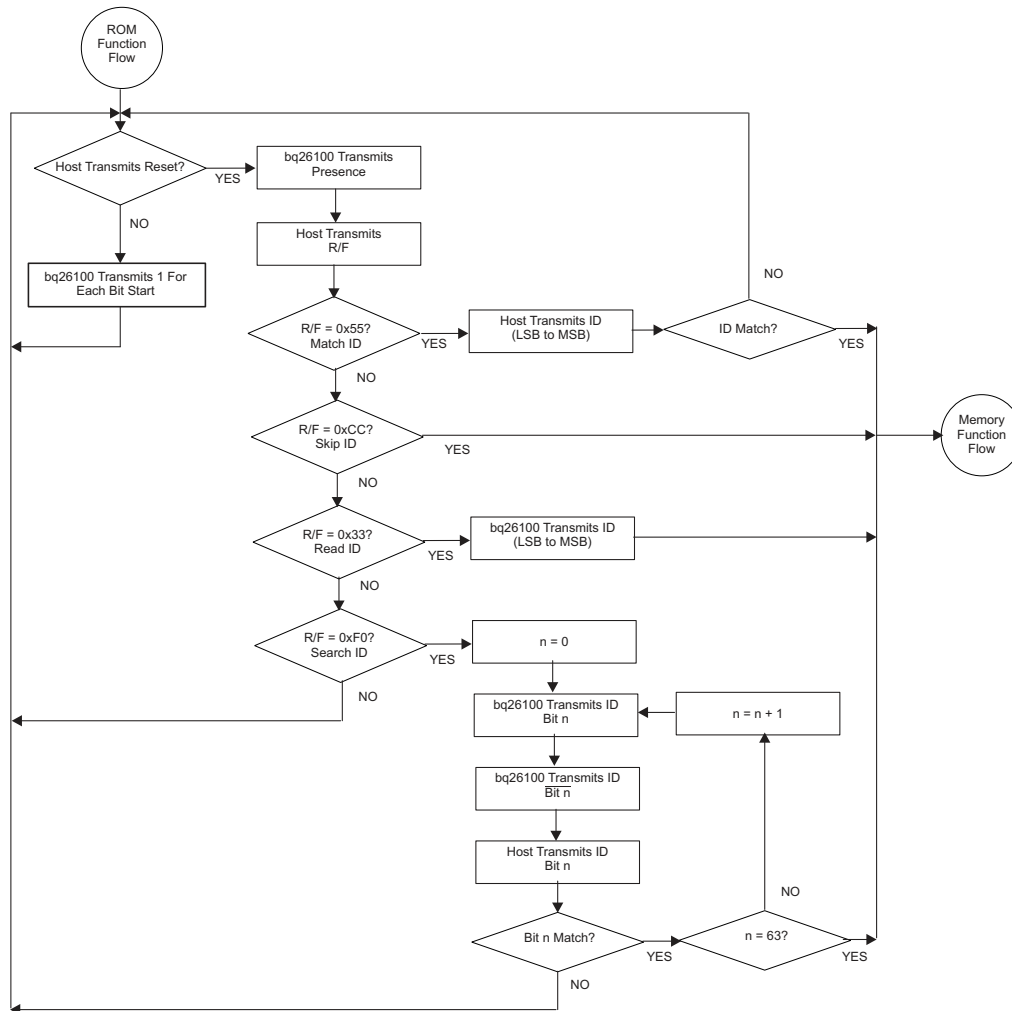 ROM
Function
Flow
Host Transmits Reset?
YES
bq26100 Transmits
Presence
NO
Host Transmits
R/F
bq26100 Transmits 1 For
Each Bit Start
NO
R/F = 0x55?
Match ID
YES
Host Transmits ID
(LSB to MSB)
ID Match?
YES
NO
R/F = 0xCC?
Skip ID
YES
Memory
Function
Flow
NO
R/F = 0x33?
Read ID
YES
bq26100 Transmits ID
(LSB to MSB)
NO
R/F = 0xF0?
Search ID
YES
n = 0
NO
bq26100 Transmits ID
Bit n
n = n + 1
bq26100 Transmits ID
Bit n
Host Transmits ID
Bit n
NO
Bit n Match?
YES
n = 63?
YES
NO